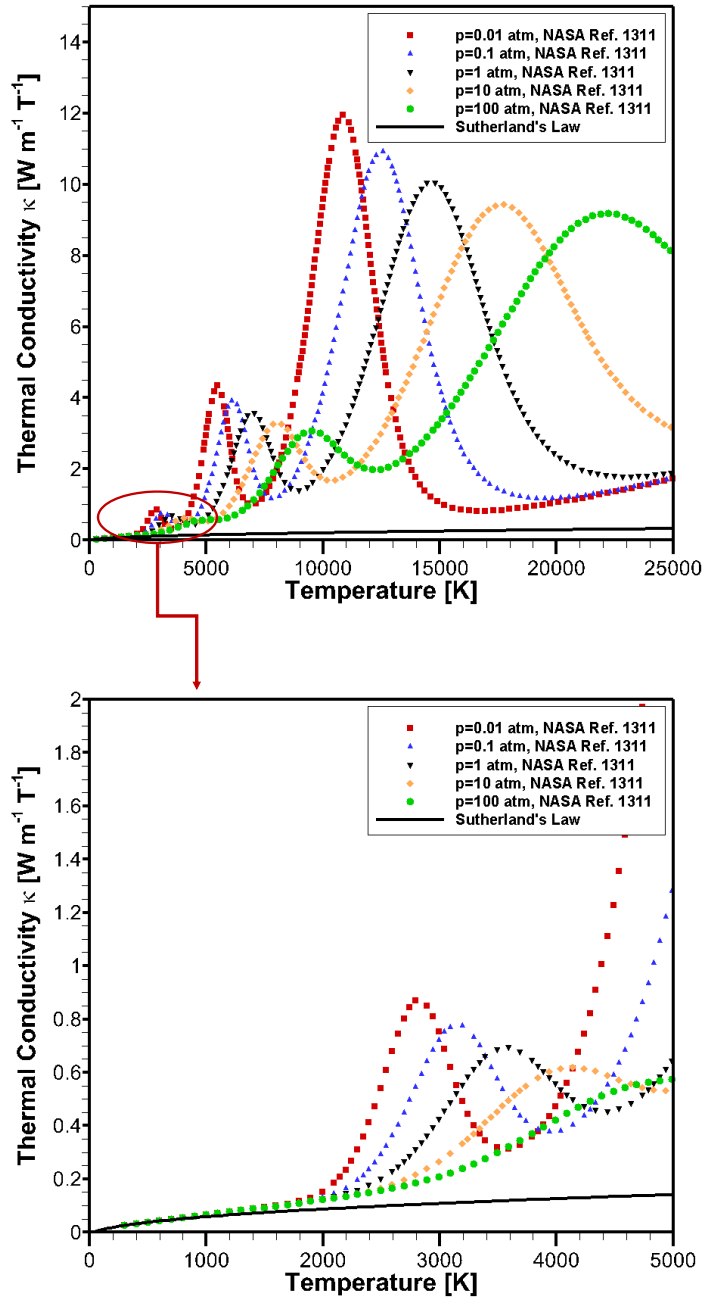 14
12
10
8
6
4
2
0
Thermal Conductivity κ [W m⁻¹ T⁻¹]
p=0.01 atm, NASA Ref. 1311
p=0.1 atm, NASA Ref. 1311
p=1 atm, NASA Ref. 1311
p=10 atm, NASA Ref. 1311
p=100 atm, NASA Ref. 1311
Sutherland's Law
0 5000 10000 15000 20000 25000
Temperature [K]
2
1.8
1.6
1.4
1.2
1
0.8
0.6
0.4
0.2
0
Thermal Conductivity κ [W m⁻¹ T⁻¹]
p=0.01 atm, NASA Ref. 1311
p=0.1 atm, NASA Ref. 1311
p=1 atm, NASA Ref. 1311
p=10 atm, NASA Ref. 1311
p=100 atm, NASA Ref. 1311
Sutherland's Law
0 1000 2000 3000 4000 5000
Temperature [K]